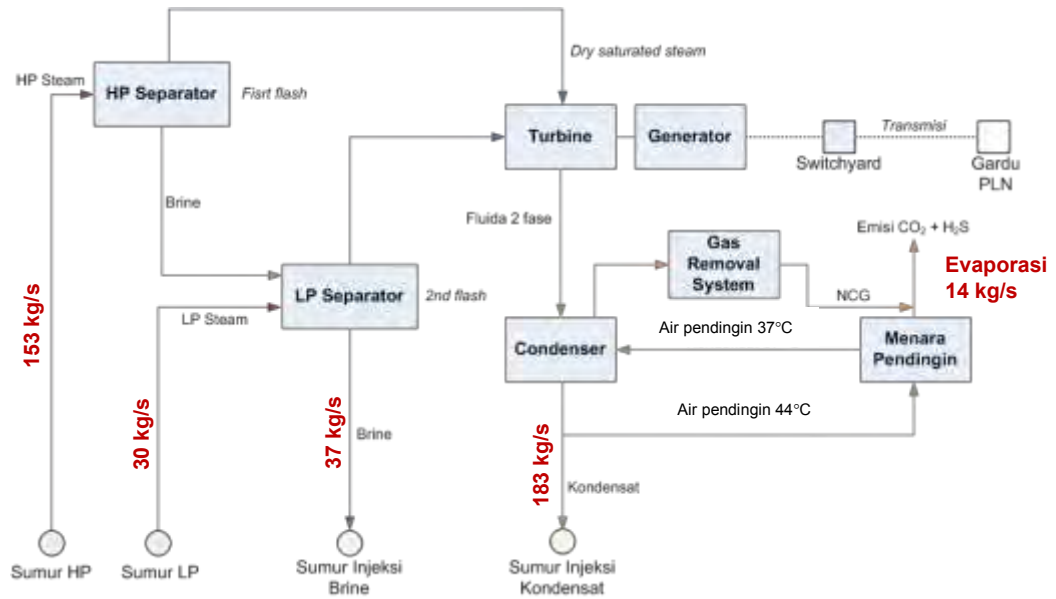 Dry saturated steam
HP Steam
HP Separator
Fisrt flash
Turbine
Generator
Transmisi
Switchyard
Gardu
PLN
Brine
Fluida 2 fase
Emisi CO₂ + H₂S
Gas
Removal
System
Evaporasi
14 kg/s
LP Separator
2nd flash
NCG
LP Steam
Air pendingin 37°C
Condenser
Menara
Pendingin
153 kg/s
Air pendingin 44°C
30 kg/s
37 kg/s
Brine
183 kg/s
Kondensat
Sumur HP
Sumur LP
Sumur Injeksi
Brine
Sumur Injeksi
Kondensat